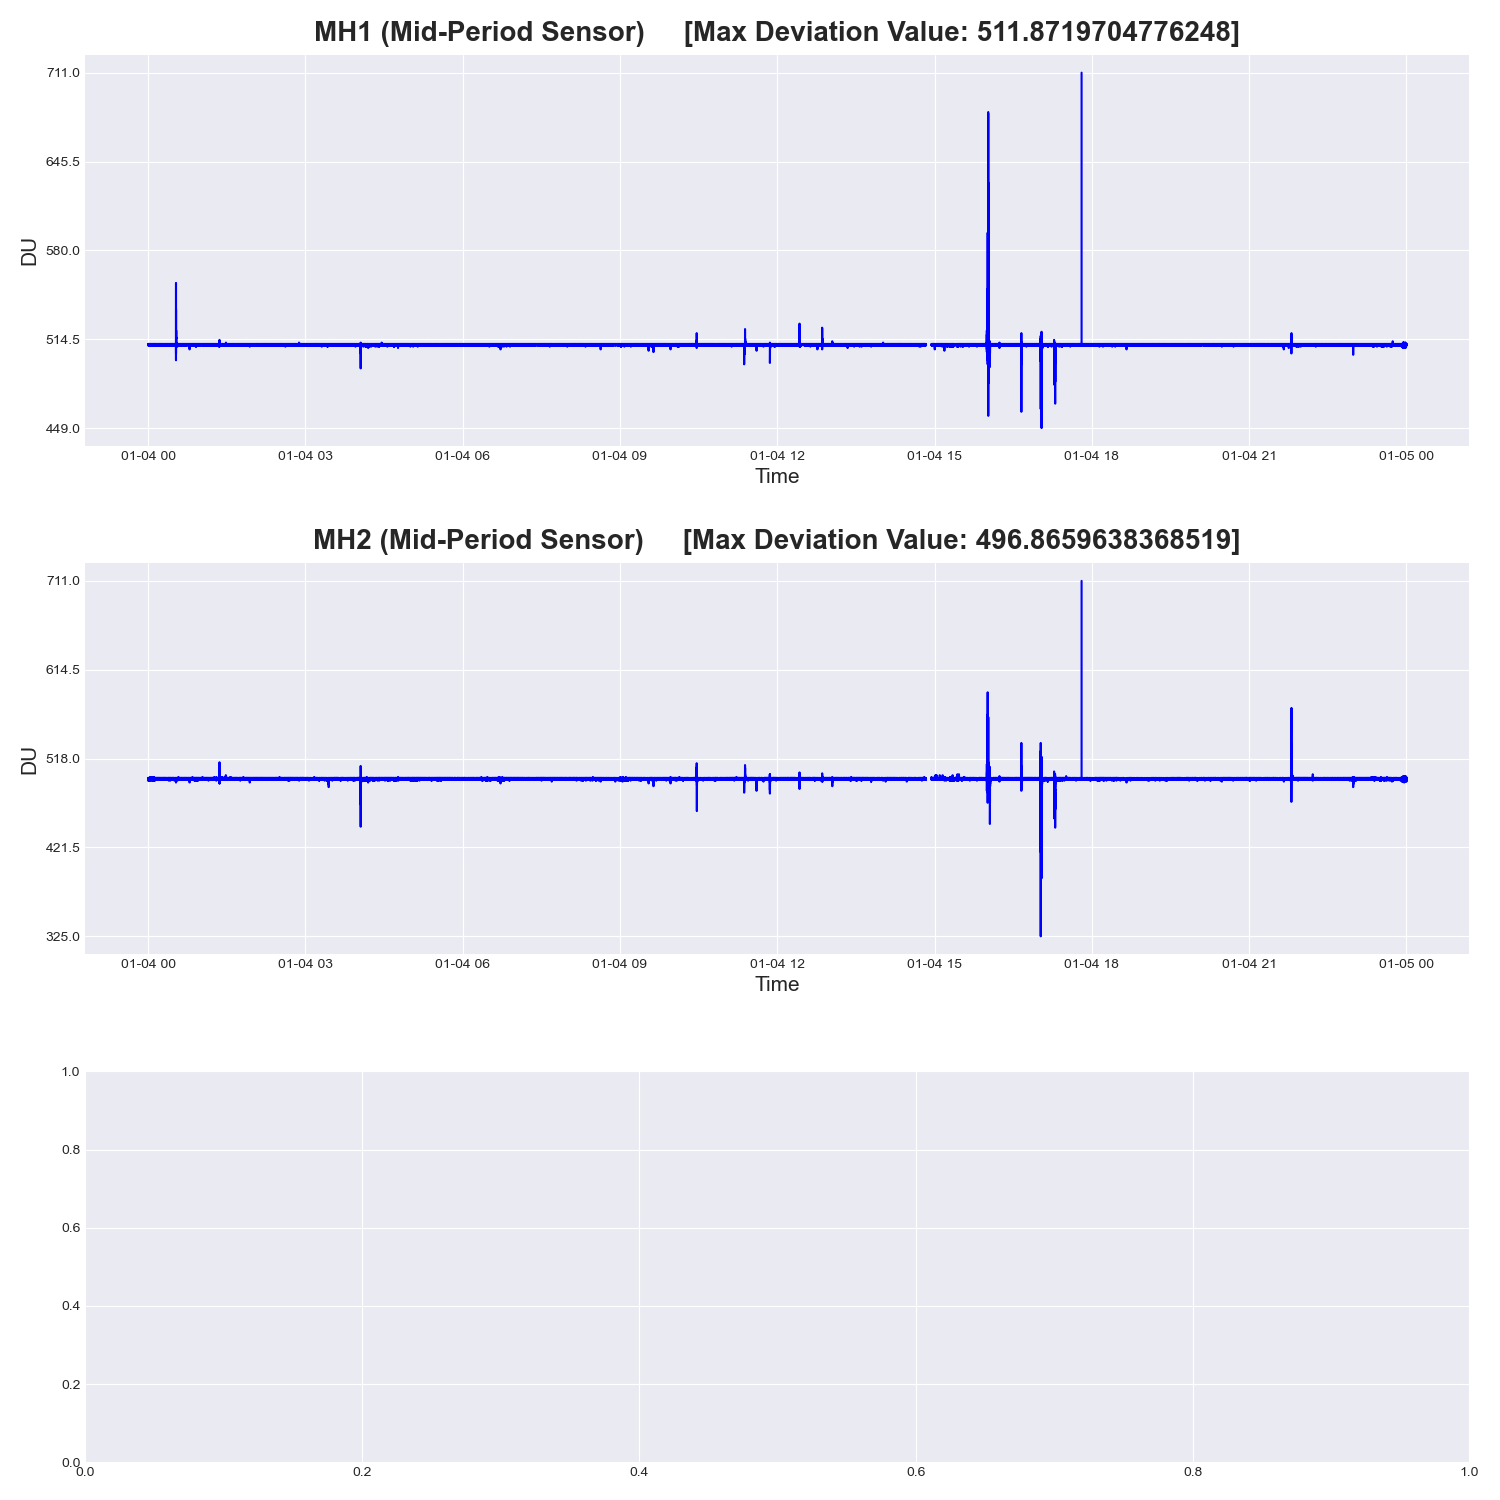 MH1 (Mid-Period Sensor) [Max Deviation Value: 511.8719704776248]
711.0
645.5
580.0
514.5
449.0
DU
01-04 00 01-04 03 01-04 06 01-04 09 01-04 12 01-04 15 01-04 18 01-04 21 01-05 00
Time
MH2 (Mid-Period Sensor) [Max Deviation Value: 496.8659638368519]
711.0
614.5
518.0
421.5
325.0
DU
01-04 00 01-04 03 01-04 06 01-04 09 01-04 12 01-04 15 01-04 18 01-04 21 01-05 00
Time
1.0
0.8
0.6
0.4
0.2
0.0
0.0 0.2 0.4 0.6 0.8 1.0